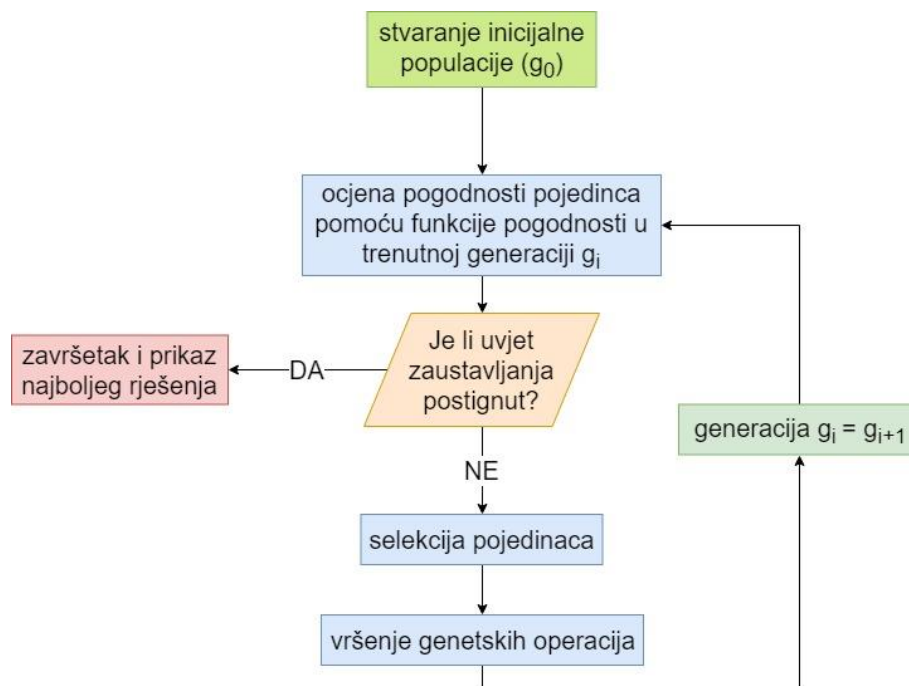 stvaranje inicijalne
populacije (g₀)
ocjena pogodnosti pojedinca
pomoću funkcije pogodnosti u
trenutnoj generaciji gᵢ
Je li uvjet
zaustavljanja
postignut?
DA
završetak i prikaz
najboljeg rješenja
NE
generacija gᵢ = gᵢ₊₁
selekcija pojedinaca
vršenje genetskih operacija